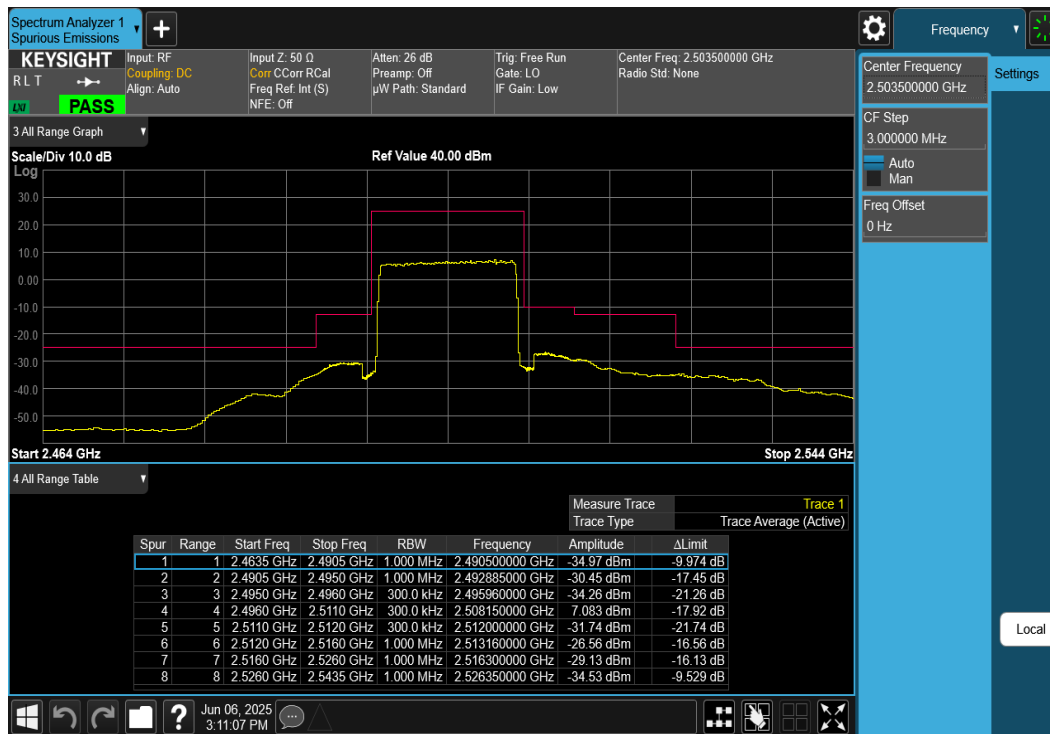 Spectrum Analyzer 1
Spurious Emissions
Frequency
KEYSIGHT
R L T
LXI
PASS
Input: RF
Coupling: DC
Align: Auto
Input Z: 50 Ω
Corr CCorr RCal
Freq Ref: Int (S)
NFE: Off
Atten: 26 dB
Preamp: Off
µW Path: Standard
Trig: Free Run
Gate: LO
IF Gain: Low
Center Freq: 2.503500000 GHz
Radio Std: None
Center Frequency
2.503500000 GHz
Settings
CF Step
3.000000 MHz
Auto
Man
Freq Offset
0 Hz
3 All Range Graph
Scale/Div 10.0 dB
Ref Value 40.00 dBm
Log
30.0
20.0
10.0
0.00
-10.0
-20.0
-30.0
-40.0
-50.0
Start 2.464 GHz
Stop 2.544 GHz
4 All Range Table
Measure Trace Trace 1
Trace Type Trace Average (Active)
Spur Range Start Freq Stop Freq RBW Frequency Amplitude ΔLimit
1 1 2.4635 GHz 2.4905 GHz 1.000 MHz 2.490500000 GHz -34.97 dBm -9.974 dB
2 2 2.4905 GHz 2.4950 GHz 1.000 MHz 2.492885000 GHz -30.45 dBm -17.45 dB
3 3 2.4950 GHz 2.4960 GHz 300.0 kHz 2.495960000 GHz -34.26 dBm -21.26 dB
4 4 2.4960 GHz 2.5110 GHz 300.0 kHz 2.508150000 GHz 7.083 dBm -17.92 dB
5 5 2.5110 GHz 2.5120 GHz 300.0 kHz 2.512000000 GHz -31.74 dBm -21.74 dB
6 6 2.5120 GHz 2.5160 GHz 1.000 MHz 2.513160000 GHz -26.56 dBm -16.56 dB
7 7 2.5160 GHz 2.5260 GHz 1.000 MHz 2.516300000 GHz -29.13 dBm -16.13 dB
8 8 2.5260 GHz 2.5435 GHz 1.000 MHz 2.526350000 GHz -34.53 dBm -9.529 dB
Local
Jun 06, 2025
3:11:07 PM